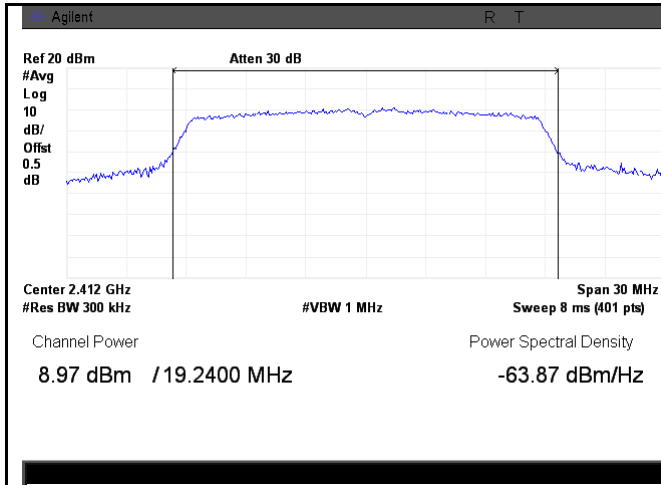 Agilent R T
Ref 20 dBm Atten 30 dB
#Avg
Log
10
dB/
Offst
0.5
dB
Center 2.412 GHz Span 30 MHz
#Res BW 300 kHz #VBW 1 MHz Sweep 8 ms (401 pts)
Channel Power Power Spectral Density
8.97 dBm / 19.2400 MHz -63.87 dBm/Hz